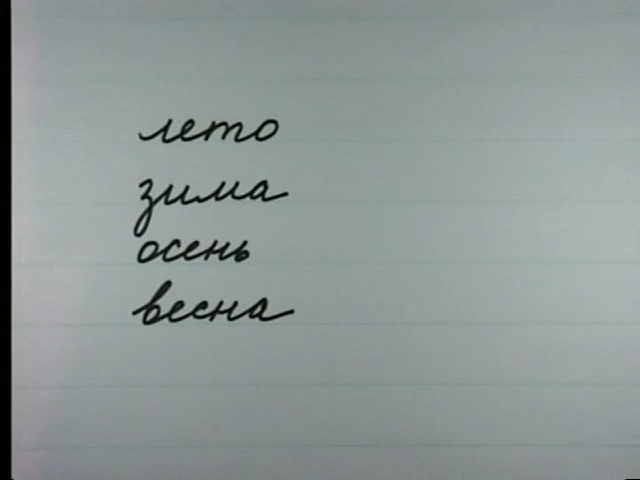 лето
зима
осень
весна